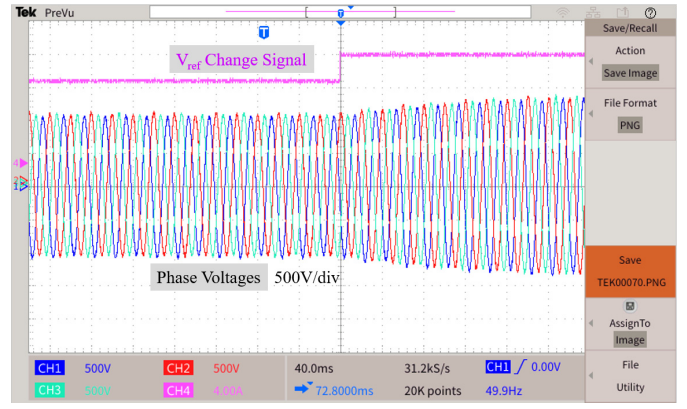 Tek PreVu
T
T
Save/Recall
Action
Save Image
File Format
PNG
V_ref Change Signal
4
2
1
Phase Voltages 500V/div
Save
TEK00070.PNG
AssignTo
Image
File
Utility
CH1 500V CH2 500V 40.0ms 31.2kS/s CH1 0.00V
CH3 500V CH4 4.00A 72.8000ms 20K points 49.9Hz